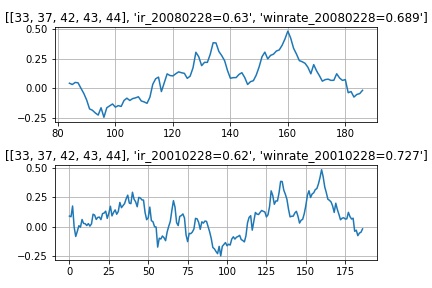 [[33, 37, 42, 43, 44], 'ir_20080228=0.63', 'winrate_20080228=0.689']
0.50
0.25
0.00
−0.25
80 100 120 140 160 180
[[33, 37, 42, 43, 44], 'ir_20010228=0.62', 'winrate_20010228=0.727']
0.50
0.25
0.00
−0.25
0 25 50 75 100 125 150 175